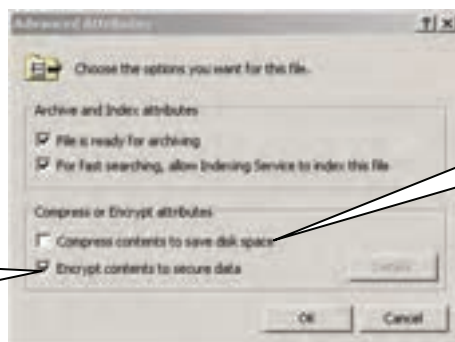 Advanced Attributes
Choose the options you want for this file.
Archive and Index attributes
File is ready for archiving
For fast searching, allow Indexing Service to index this file
Compress or Encrypt attributes
Compress contents to save disk space
Encrypt contents to secure data
Details
OK
Cancel